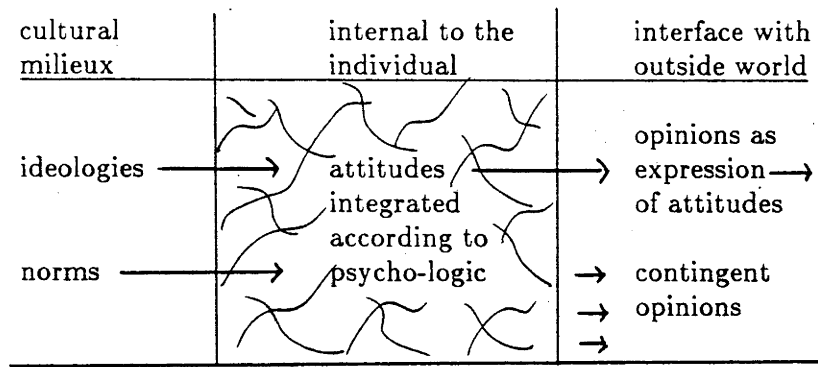 cultural
milieux
internal to the
individual
interface with
outside world
ideologies
norms
attitudes
integrated
according to
psycho-logic
opinions as
expression
of attitudes
contingent
opinions